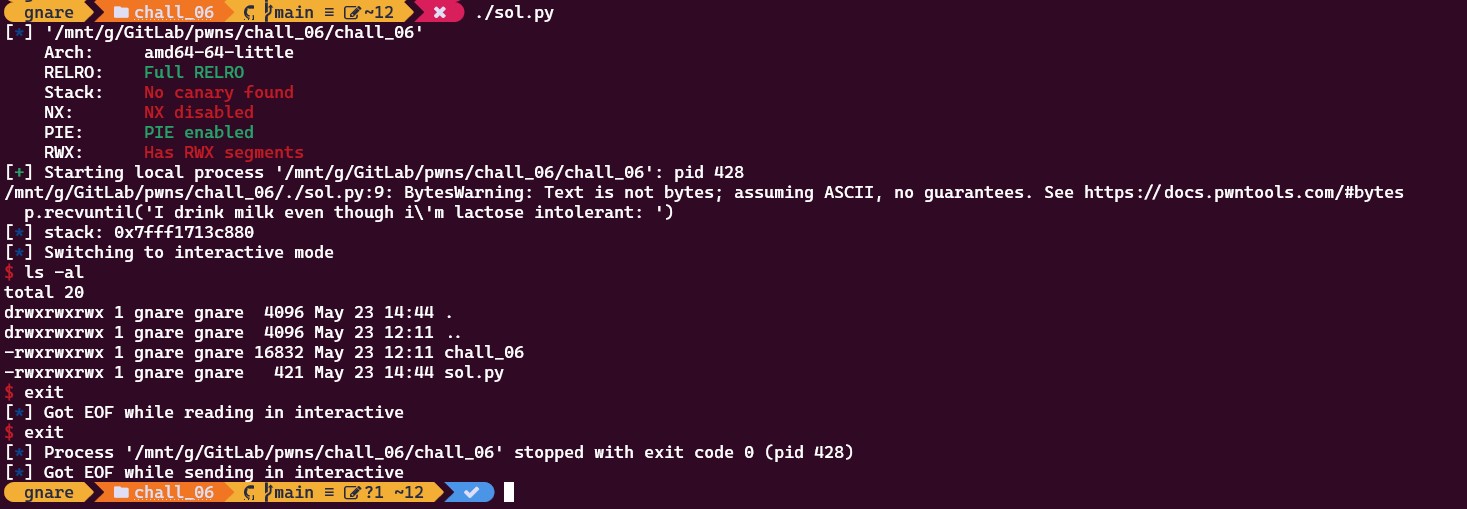 gnare chall_06 main ≡ ~12 ✖ ./sol.py
[*] '/mnt/g/GitLab/pwns/chall_06/chall_06'
    Arch:     amd64-64-little
    RELRO:    Full RELRO
    Stack:    No canary found
    NX:       NX disabled
    PIE:      PIE enabled
    RWX:      Has RWX segments
[+] Starting local process '/mnt/g/GitLab/pwns/chall_06/chall_06': pid 428
/mnt/g/GitLab/pwns/chall_06/./sol.py:9: BytesWarning: Text is not bytes; assuming ASCII, no guarantees. See https://docs.pwntools.com/#bytes
  p.recvuntil('I drink milk even though i\'m lactose intolerant: ')
[*] stack: 0x7fff1713c880
[*] Switching to interactive mode
$ ls -al
total 20
drwxrwxrwx 1 gnare gnare  4096 May 23 14:44 .
drwxrwxrwx 1 gnare gnare  4096 May 23 12:11 ..
-rwxrwxrwx 1 gnare gnare 16832 May 23 12:11 chall_06
-rwxrwxrwx 1 gnare gnare   421 May 23 14:44 sol.py
$ exit
[*] Got EOF while reading in interactive
$ exit
[*] Process '/mnt/g/GitLab/pwns/chall_06/chall_06' stopped with exit code 0 (pid 428)
[*] Got EOF while sending in interactive
gnare chall_06 main ≡ ?1 ~12 ✔